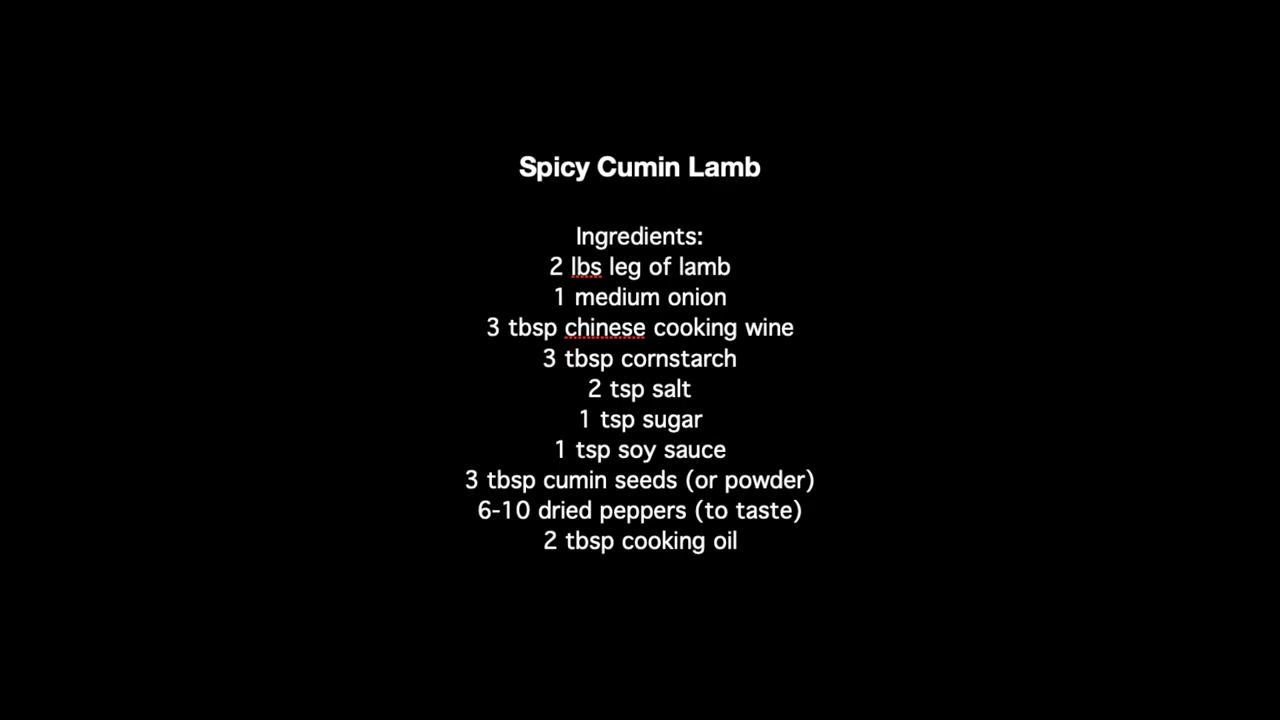 Spicy Cumin Lamb
Ingredients:
2 lbs leg of lamb
1 medium onion
3 tbsp chinese cooking wine
3 tbsp cornstarch
2 tsp salt
1 tsp sugar
1 tsp soy sauce
3 tbsp cumin seeds (or powder)
6-10 dried peppers (to taste)
2 tbsp cooking oil